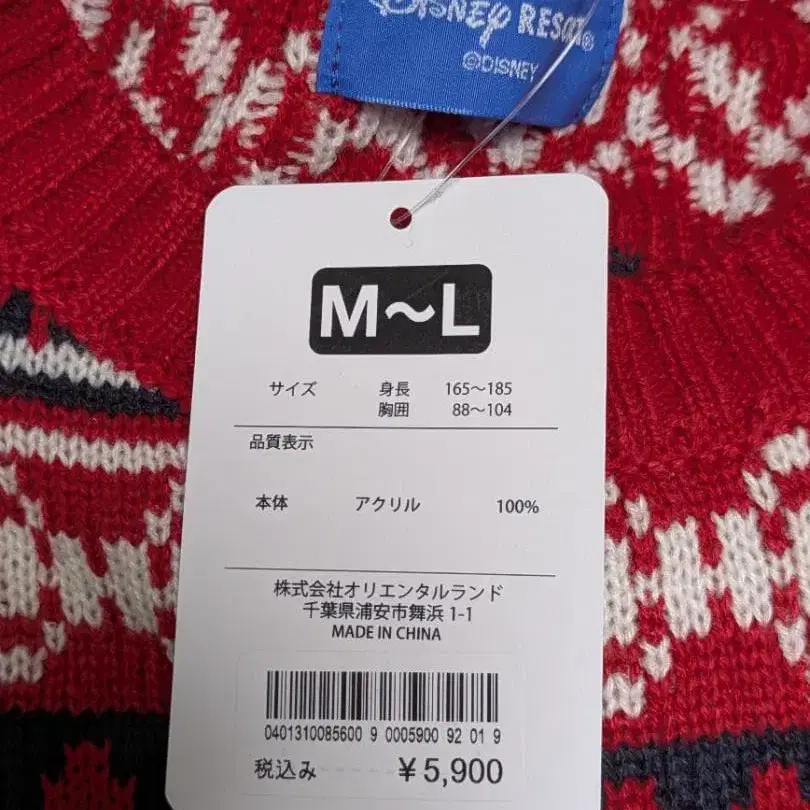 DISNEY RESORT®
©DISNEY
M〜L
サイズ 身長 165〜185
胸囲 88〜104
品質表示
本体 アクリル 100%
株式会社オリエンタルランド
千葉県浦安市舞浜 1-1
MADE IN CHINA
0401310085600 9 0005900 92 01 9
税込み ¥5,900